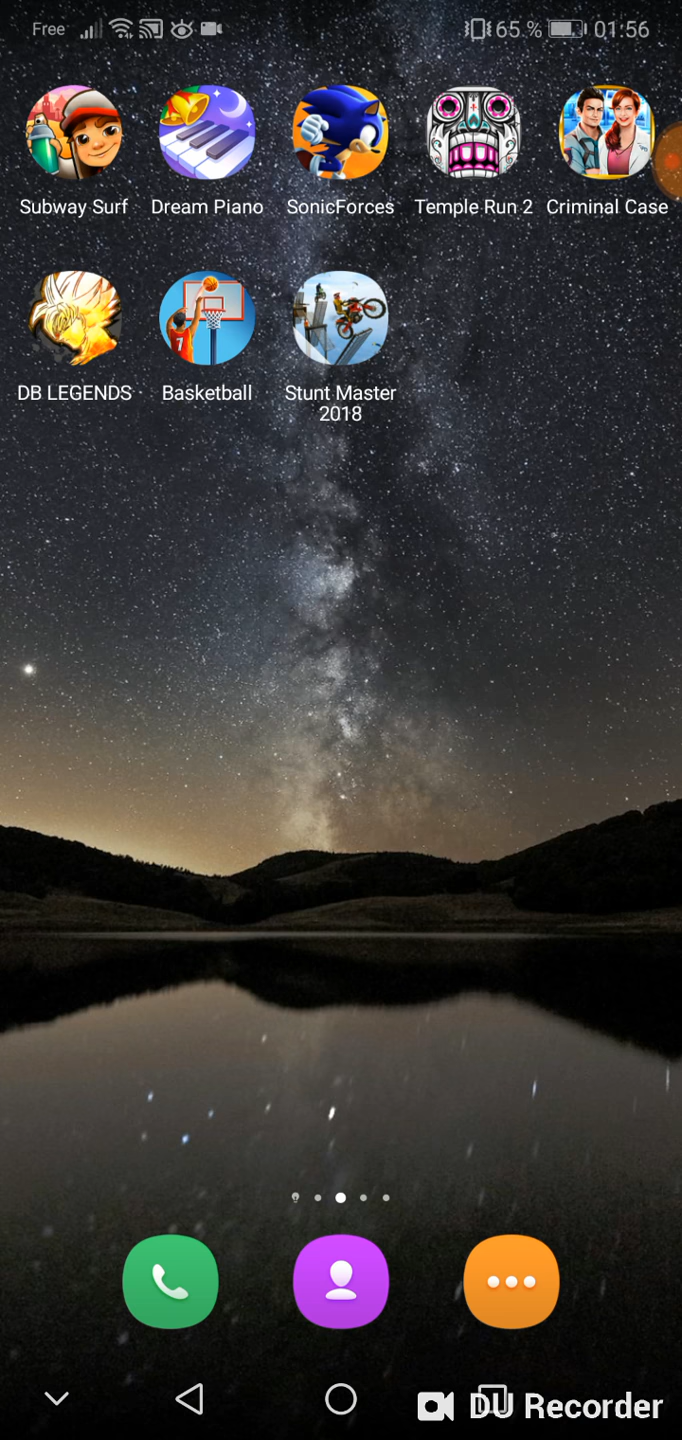 Free 65 % 01:56
Subway Surf Dream Piano SonicForces Temple Run 2 Criminal Case
DB LEGENDS Basketball Stunt Master
2018
DU Recorder